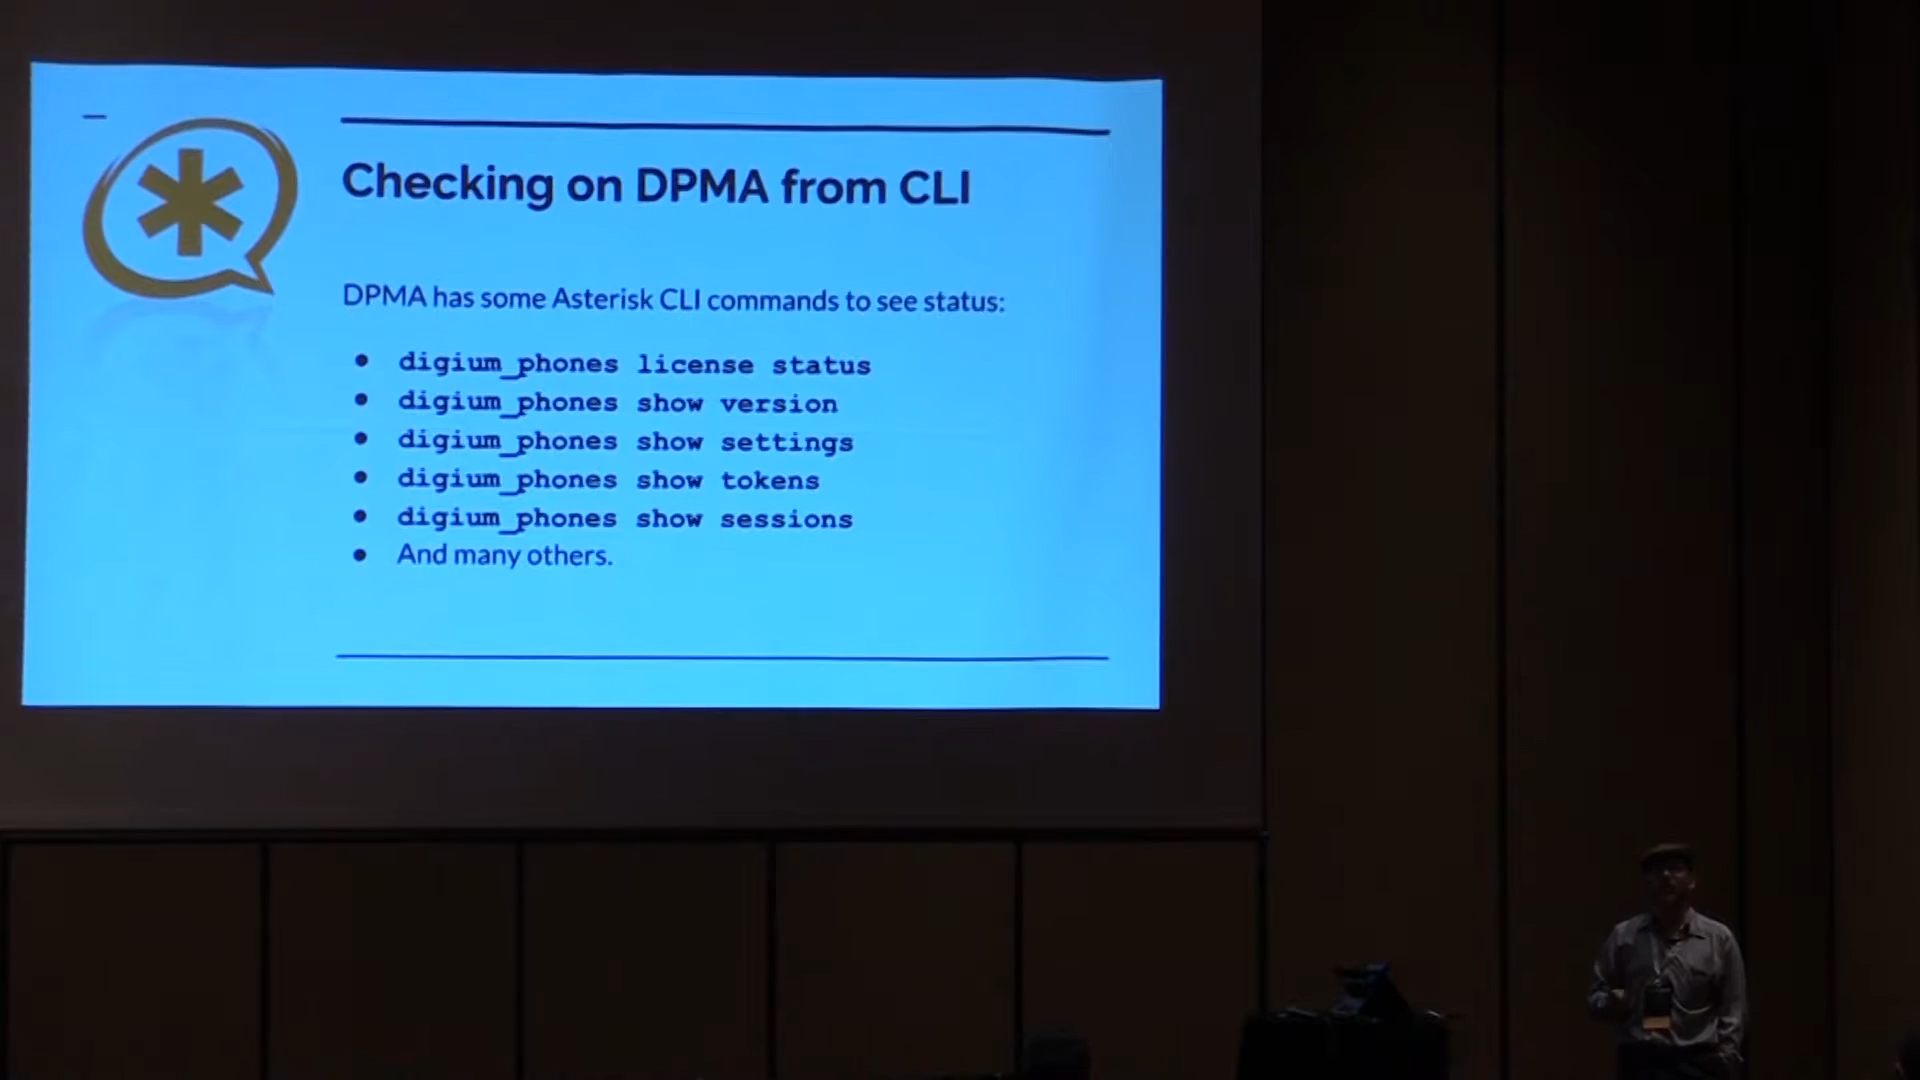 Checking on DPMA from CLI
DPMA has some Asterisk CLI commands to see status:
● digium_phones license status
● digium_phones show version
● digium_phones show settings
● digium_phones show tokens
● digium_phones show sessions
● And many others.